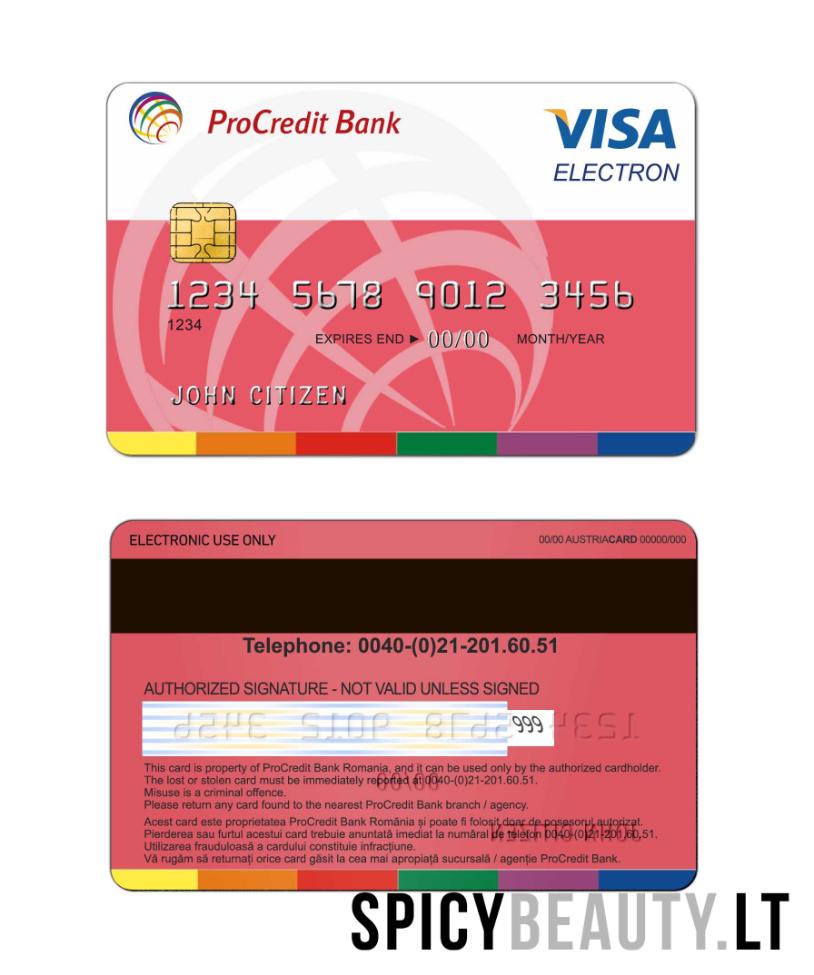 ProCredit Bank
VISA
ELECTRON
1234 5678 9012 3456
1234
EXPIRES END ► 00/00 MONTH/YEAR
JOHN CITIZEN
ELECTRONIC USE ONLY
00/00 AUSTRIACARD 00000/000
Telephone: 0040-(0)21-201.60.51
AUTHORIZED SIGNATURE - NOT VALID UNLESS SIGNED
999
This card is property of ProCredit Bank Romania, and it can be used only by the authorized cardholder.
The lost or stolen card must be immediately reported at 0040-(0)21-201.60.51.
Misuse is a criminal offence.
Please return any card found to the nearest ProCredit Bank branch / agency.
Acest card este proprietatea ProCredit Bank România și poate fi folosit doar de posesorul autorizat.
Pierderea sau furtul acestui card trebuie anuntată imediat la numărul de telefon 0040-(0)21-201.60.51.
Utilizarea frauduloasă a cardului constituie infracțiune.
Vă rugăm să returnați orice card găsit la cea mai apropiată sucursală / agenție ProCredit Bank.
SPICYBEAUTY.LT